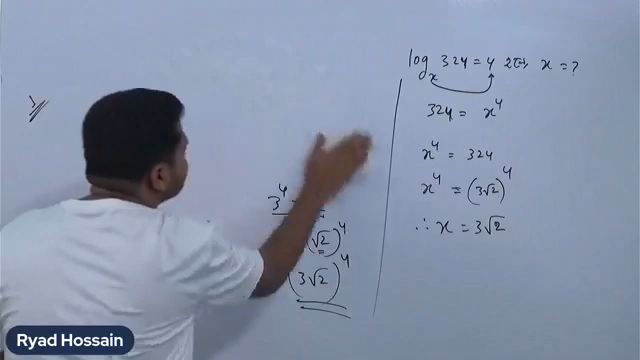 log_x 324 = 4 হলে x = ?
324 = x^4
x^4 = 324
x^4 = (3√2)^4
∴ x = 3√2
3^4
√2)^4
(3√2)^4
Ryad Hossain